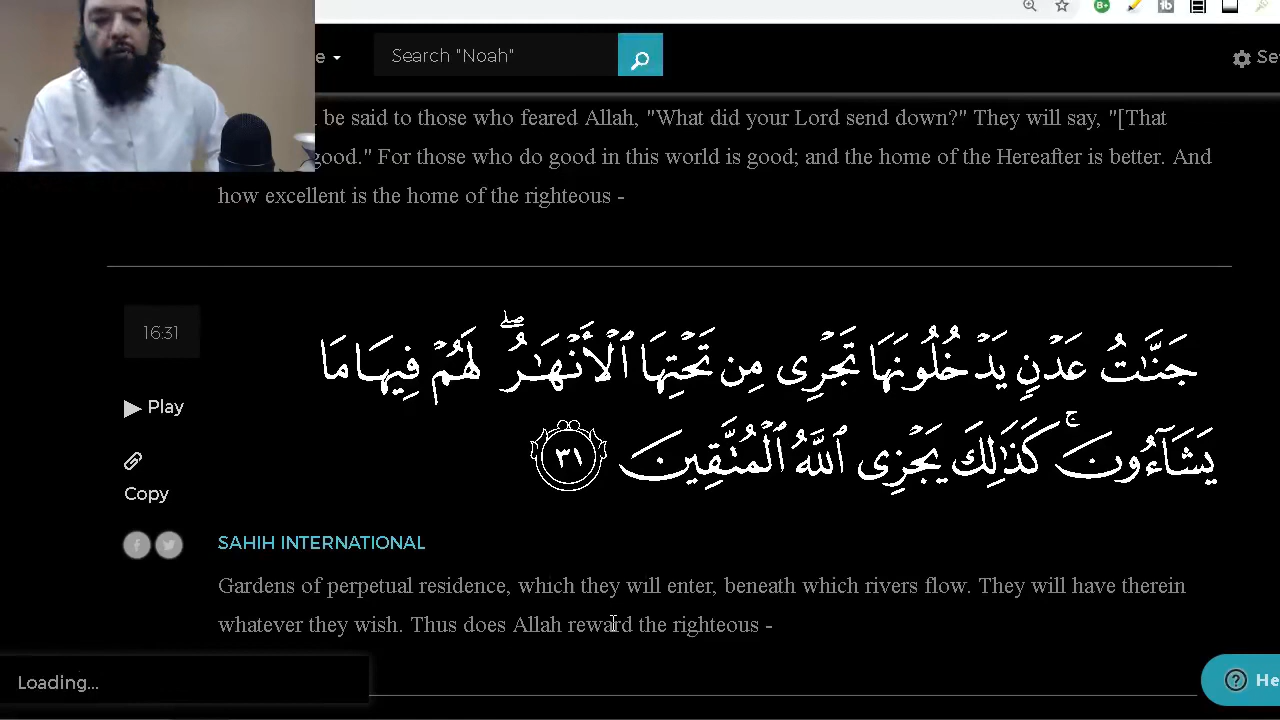 Search "Noah"
be said to those who feared Allah, "What did your Lord send down?" They will say, "[That
good." For those who do good in this world is good; and the home of the Hereafter is better. And
how excellent is the home of the righteous -
16:31
جَنَّـٰتُ عَدْنٍ يَدْخُلُونَهَا تَجْرِى مِن تَحْتِهَا ٱلْأَنْهَـٰرُ ۖ لَهُمْ فِيهَا مَا
يَشَآءُونَ ۚ كَذَٰلِكَ يَجْزِى ٱللَّهُ ٱلْمُتَّقِينَ ٣١
Play
Copy
SAHIH INTERNATIONAL
Gardens of perpetual residence, which they will enter, beneath which rivers flow. They will have therein
whatever they wish. Thus does Allah reward the righteous -
Loading...